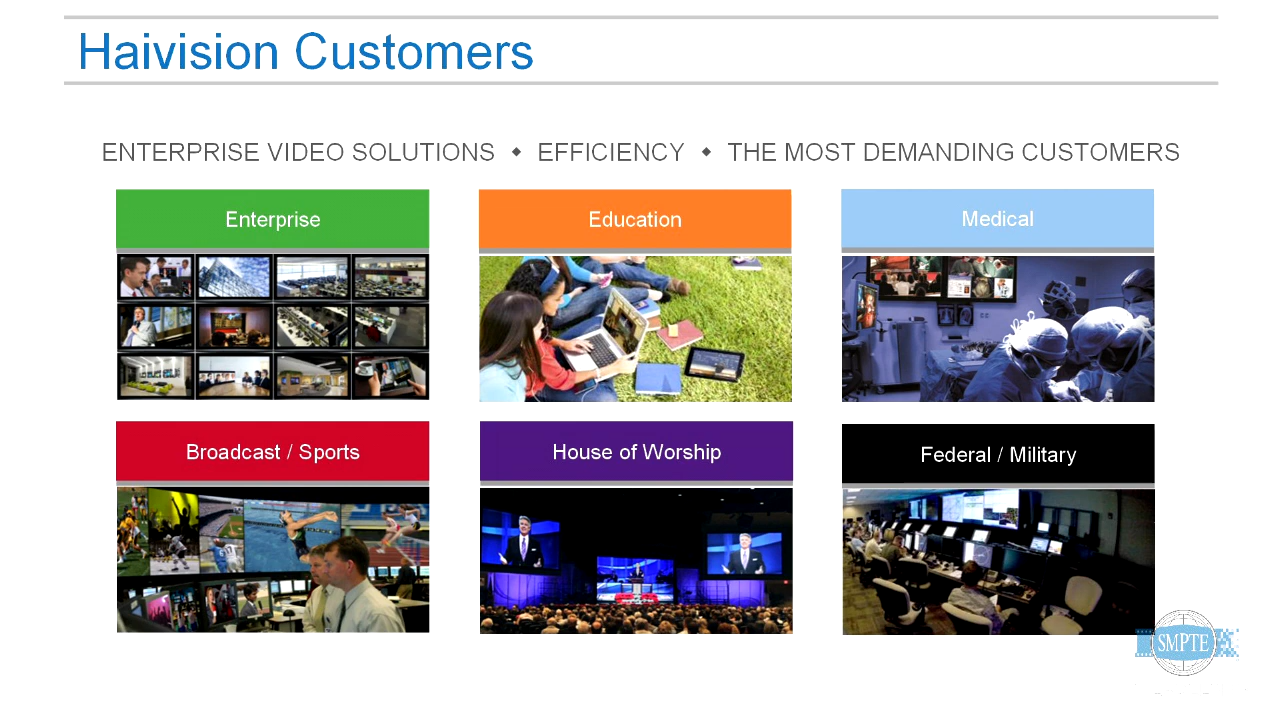 Haivision Customers
ENTERPRISE VIDEO SOLUTIONS ◆ EFFICIENCY ◆ THE MOST DEMANDING CUSTOMERS
Enterprise
Education
Medical
Broadcast / Sports
House of Worship
Federal / Military
SMPTE